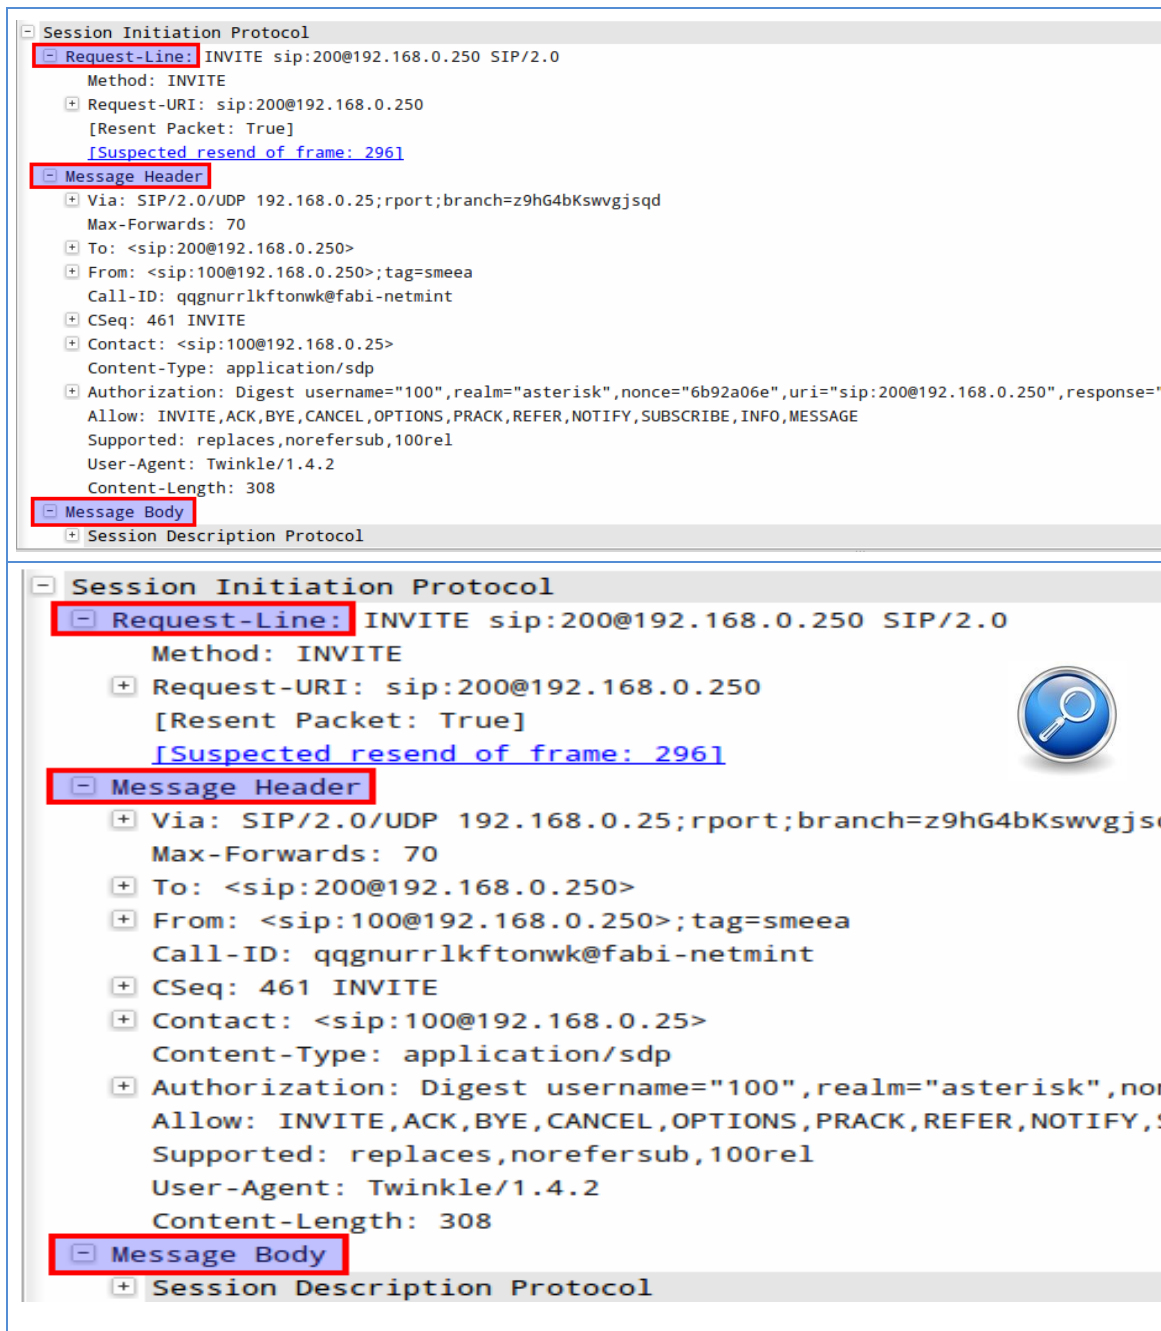 Session Initiation Protocol
Request-Line: INVITE sip:200@192.168.0.250 SIP/2.0
Method: INVITE
Request-URI: sip:200@192.168.0.250
[Resent Packet: True]
[Suspected resend of frame: 296]
Message Header
Via: SIP/2.0/UDP 192.168.0.25;rport;branch=z9hG4bKswvgjsqd
Max-Forwards: 70
To: <sip:200@192.168.0.250>
From: <sip:100@192.168.0.250>;tag=smeea
Call-ID: qqgnurrlkftonwk@fabi-netmint
CSeq: 461 INVITE
Contact: <sip:100@192.168.0.25>
Content-Type: application/sdp
Authorization: Digest username="100",realm="asterisk",nonce="6b92a06e",uri="sip:200@192.168.0.250",response="
Allow: INVITE,ACK,BYE,CANCEL,OPTIONS,PRACK,REFER,NOTIFY,SUBSCRIBE,INFO,MESSAGE
Supported: replaces,norefersub,100rel
User-Agent: Twinkle/1.4.2
Content-Length: 308
Message Body
Session Description Protocol
Session Initiation Protocol
Request-Line: INVITE sip:200@192.168.0.250 SIP/2.0
Method: INVITE
Request-URI: sip:200@192.168.0.250
[Resent Packet: True]
[Suspected resend of frame: 296]
Message Header
Via: SIP/2.0/UDP 192.168.0.25;rport;branch=z9hG4bKswvgjs
Max-Forwards: 70
To: <sip:200@192.168.0.250>
From: <sip:100@192.168.0.250>;tag=smeea
Call-ID: qqgnurrlkftonwk@fabi-netmint
CSeq: 461 INVITE
Contact: <sip:100@192.168.0.25>
Content-Type: application/sdp
Authorization: Digest username="100",realm="asterisk",no
Allow: INVITE,ACK,BYE,CANCEL,OPTIONS,PRACK,REFER,NOTIFY,
Supported: replaces,norefersub,100rel
User-Agent: Twinkle/1.4.2
Content-Length: 308
Message Body
Session Description Protocol